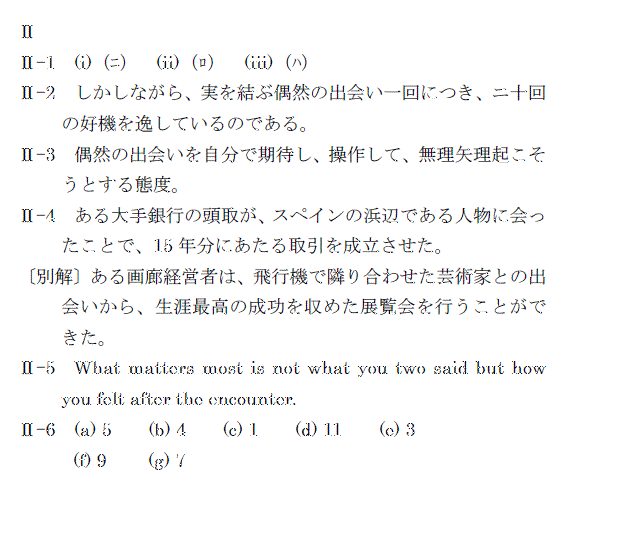 Ⅱ
Ⅱ-1 (i) (ニ) (ii) (ロ) (iii) (ハ)
Ⅱ-2 しかしながら、実を結ぶ偶然の出会い一回につき、二十回
の好機を逸しているのである。
Ⅱ-3 偶然の出会いを自分で期待し、操作して、無理矢理起こそ
うとする態度。
Ⅱ-4 ある大手銀行の頭取が、スペインの浜辺である人物に会っ
たことで、15年分にあたる取引を成立させた。
〔別解〕ある画廊経営者は、飛行機で隣り合わせた芸術家との出
会いから、生涯最高の成功を収めた展覧会を行うことがで
きた。
Ⅱ-5 What matters most is not what you two said but how
you felt after the encounter.
Ⅱ-6 (a) 5 (b) 4 (c) 1 (d) 11 (e) 3
(f) 9 (g) 7